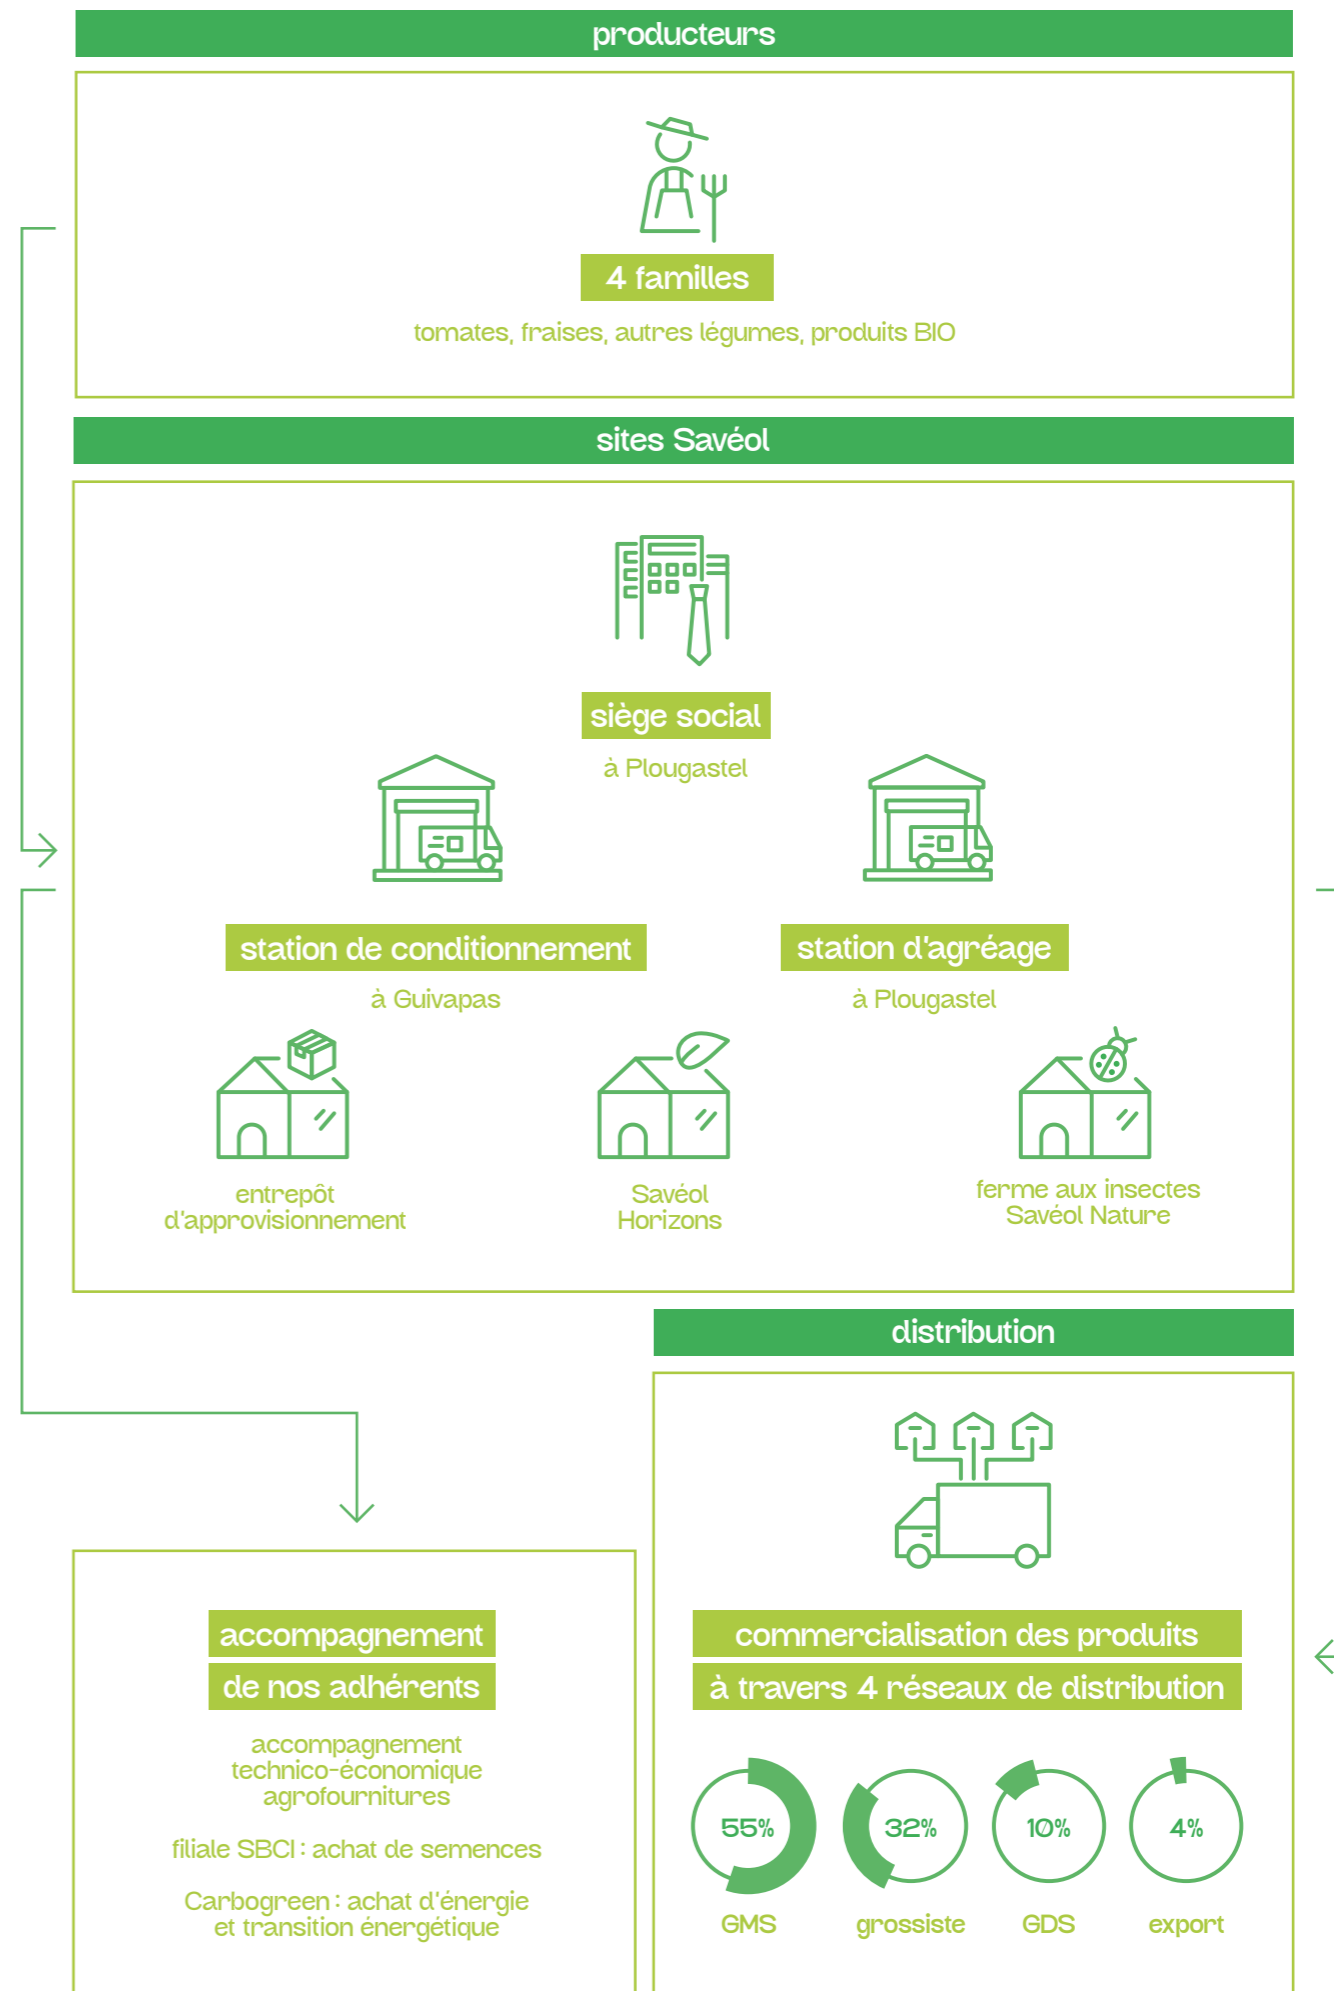 producteurs
4 familles
tomates, fraises, autres légumes, produits BIO
sites Savéol
siège social
à Plougastel
station de conditionnement
à Guivapas
station d'agréage
à Plougastel
entrepôt
d'approvisionnement
Savéol
Horizons
ferme aux insectes
Savéol Nature
distribution
accompagnement
de nos adhérents
accompagnement
technico-économique
agrofournitures
filiale SBCI : achat de semences
Carbogreen : achat d'énergie
et transition énergétique
commercialisation des produits
à travers 4 réseaux de distribution
55%
GMS
32%
grossiste
10%
GDS
4%
export